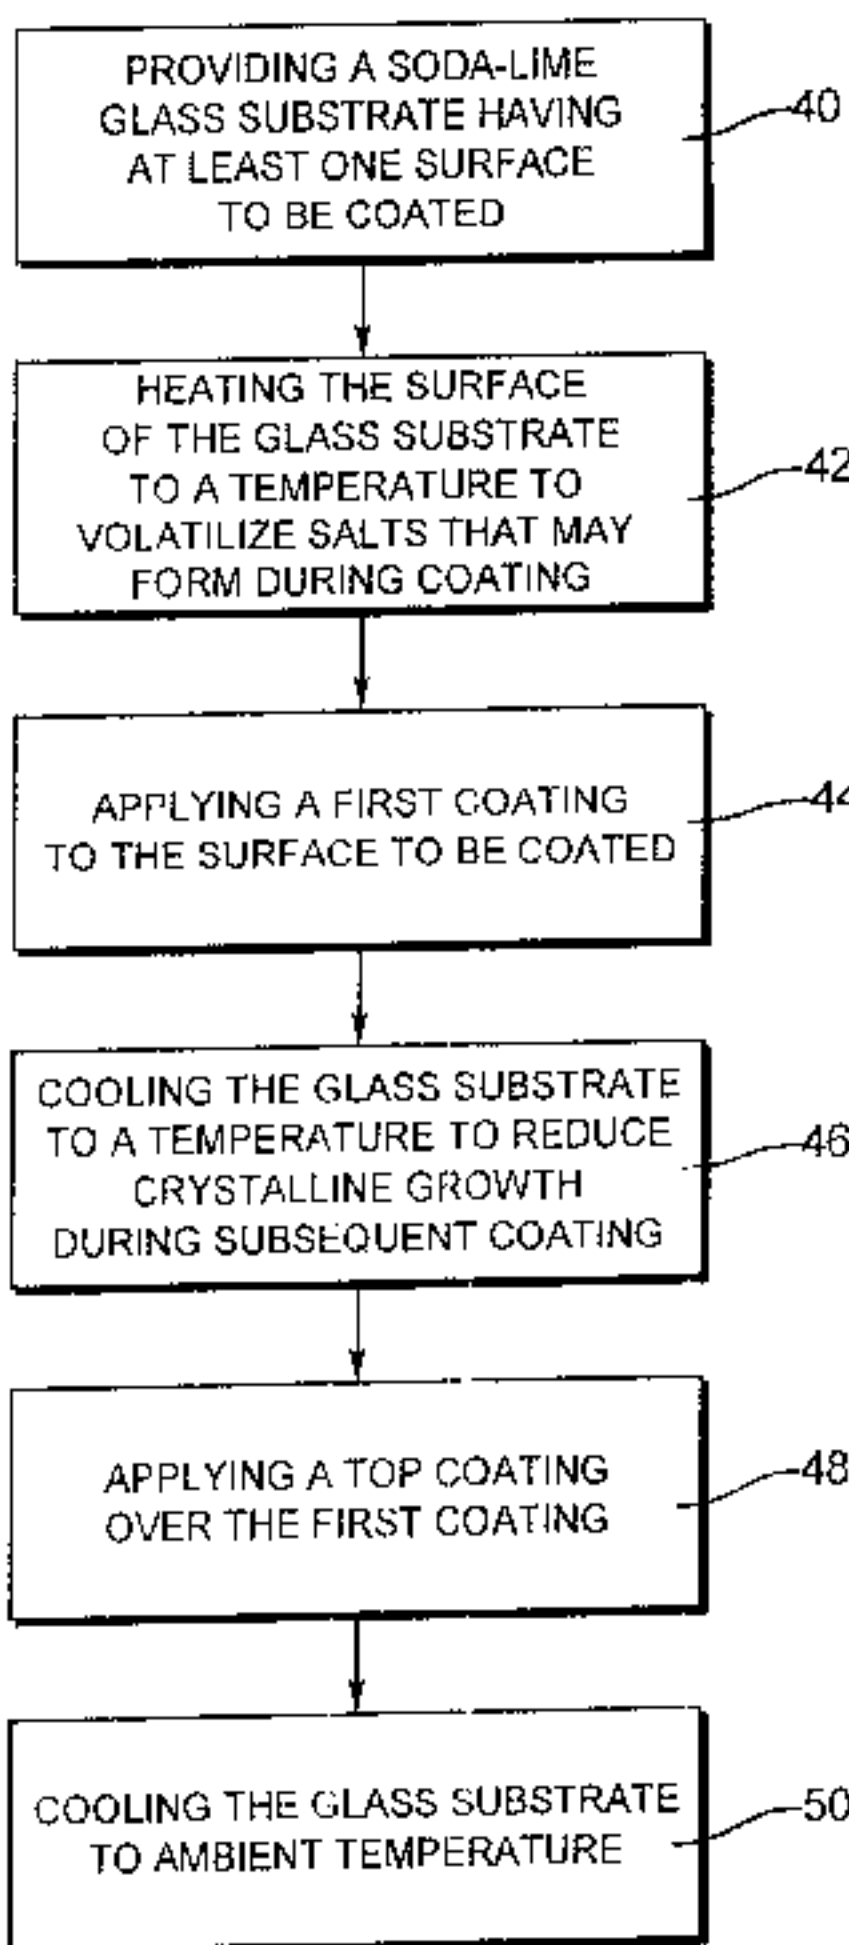 PROVIDING A SODA-LIME
GLASS SUBSTRATE HAVING
AT LEAST ONE SURFACE
TO BE COATED
40
HEATING THE SURFACE
OF THE GLASS SUBSTRATE
TO A TEMPERATURE TO
VOLATILIZE SALTS THAT MAY
FORM DURING COATING
42
APPLYING A FIRST COATING
TO THE SURFACE TO BE COATED
44
COOLING THE GLASS SUBSTRATE
TO A TEMPERATURE TO REDUCE
CRYSTALLINE GROWTH
DURING SUBSEQUENT COATING
46
APPLYING A TOP COATING
OVER THE FIRST COATING
48
COOLING THE GLASS SUBSTRATE
TO AMBIENT TEMPERATURE
50